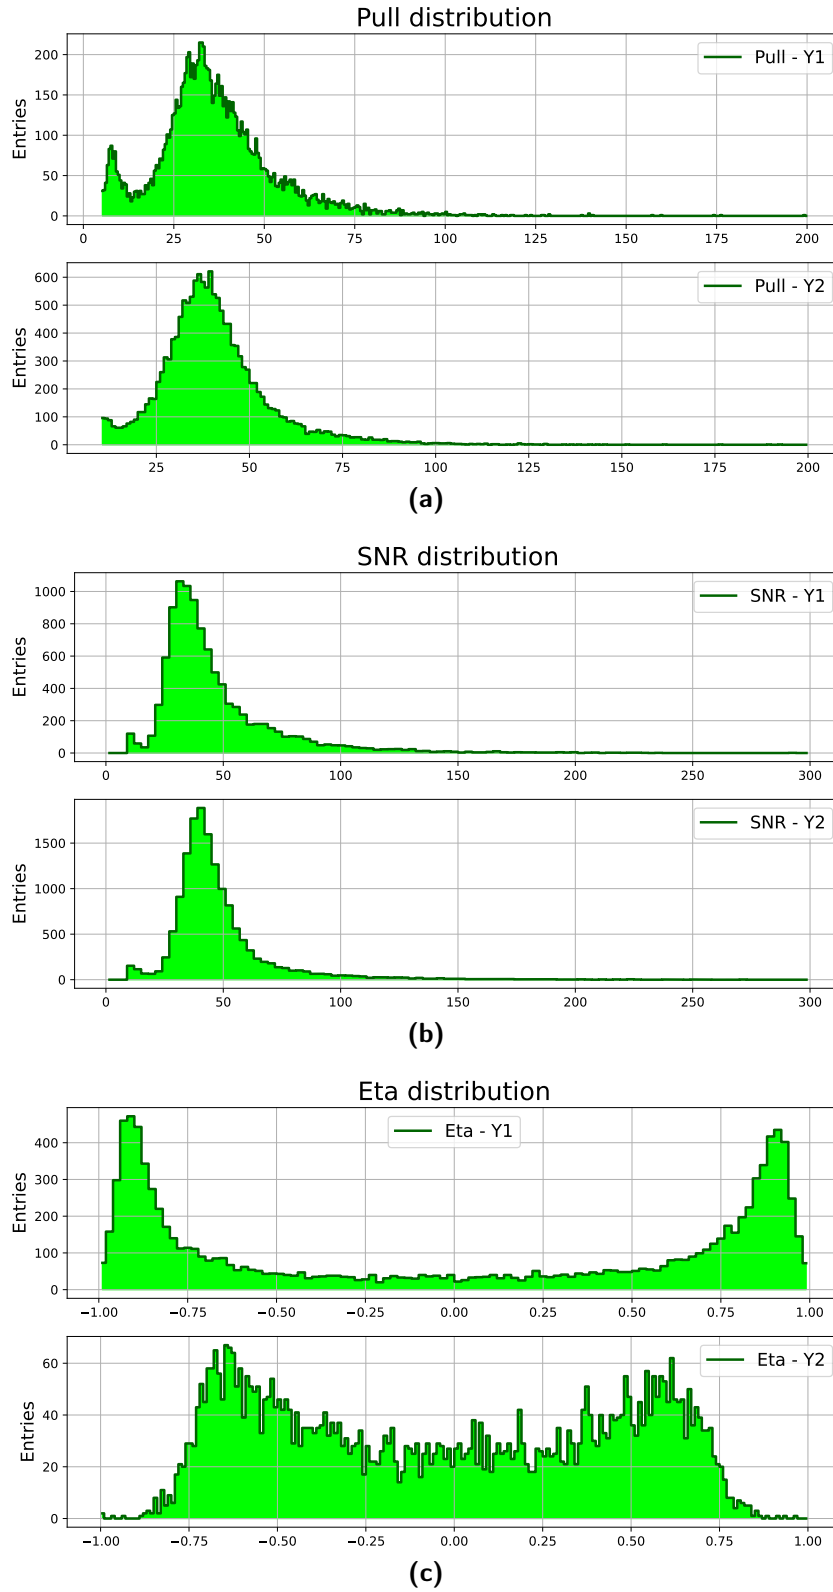 Pull distribution
200
150
100
50
0
Entries
Pull - Y1
0 25 50 75 100 125 150 175 200
600
500
400
300
200
100
0
Entries
Pull - Y2
25 50 75 100 125 150 175 200
(a)
SNR distribution
1000
800
600
400
200
0
Entries
SNR - Y1
0 50 100 150 200 250 300
1500
1000
500
0
Entries
SNR - Y2
0 50 100 150 200 250 300
(b)
Eta distribution
400
300
200
100
0
Entries
Eta - Y1
−1.00 −0.75 −0.50 −0.25 0.00 0.25 0.50 0.75 1.00
60
40
20
0
Entries
Eta - Y2
−1.00 −0.75 −0.50 −0.25 0.00 0.25 0.50 0.75 1.00
(c)